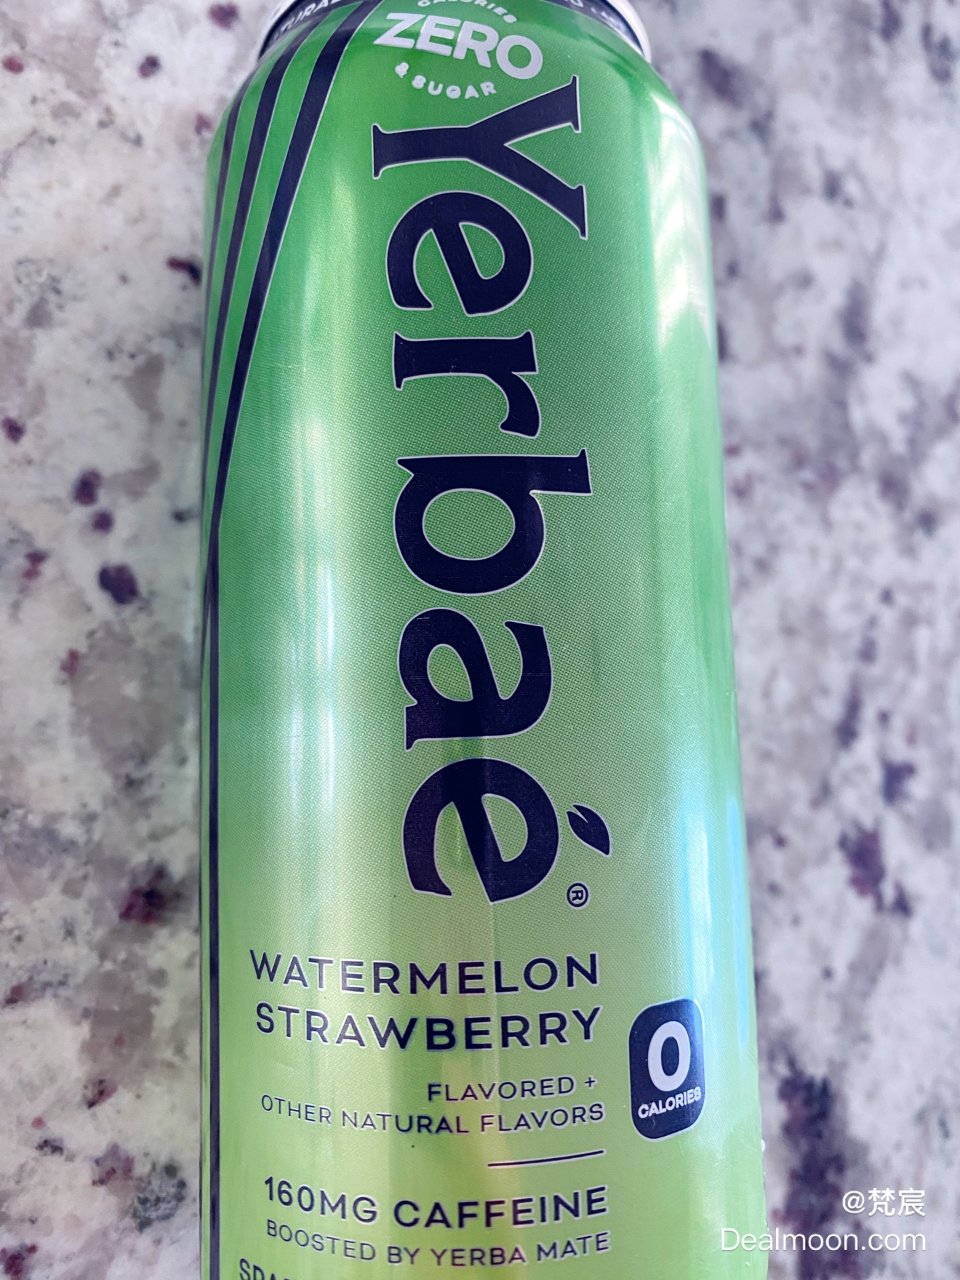 CALORIES
ZERO
& SUGAR
Yerbaé®
WATERMELON
STRAWBERRY
FLAVORED +
OTHER NATURAL FLAVORS
0
CALORIES
160MG CAFFEINE
BOOSTED BY YERBA MATE
@梵宸
Dealmoon.com